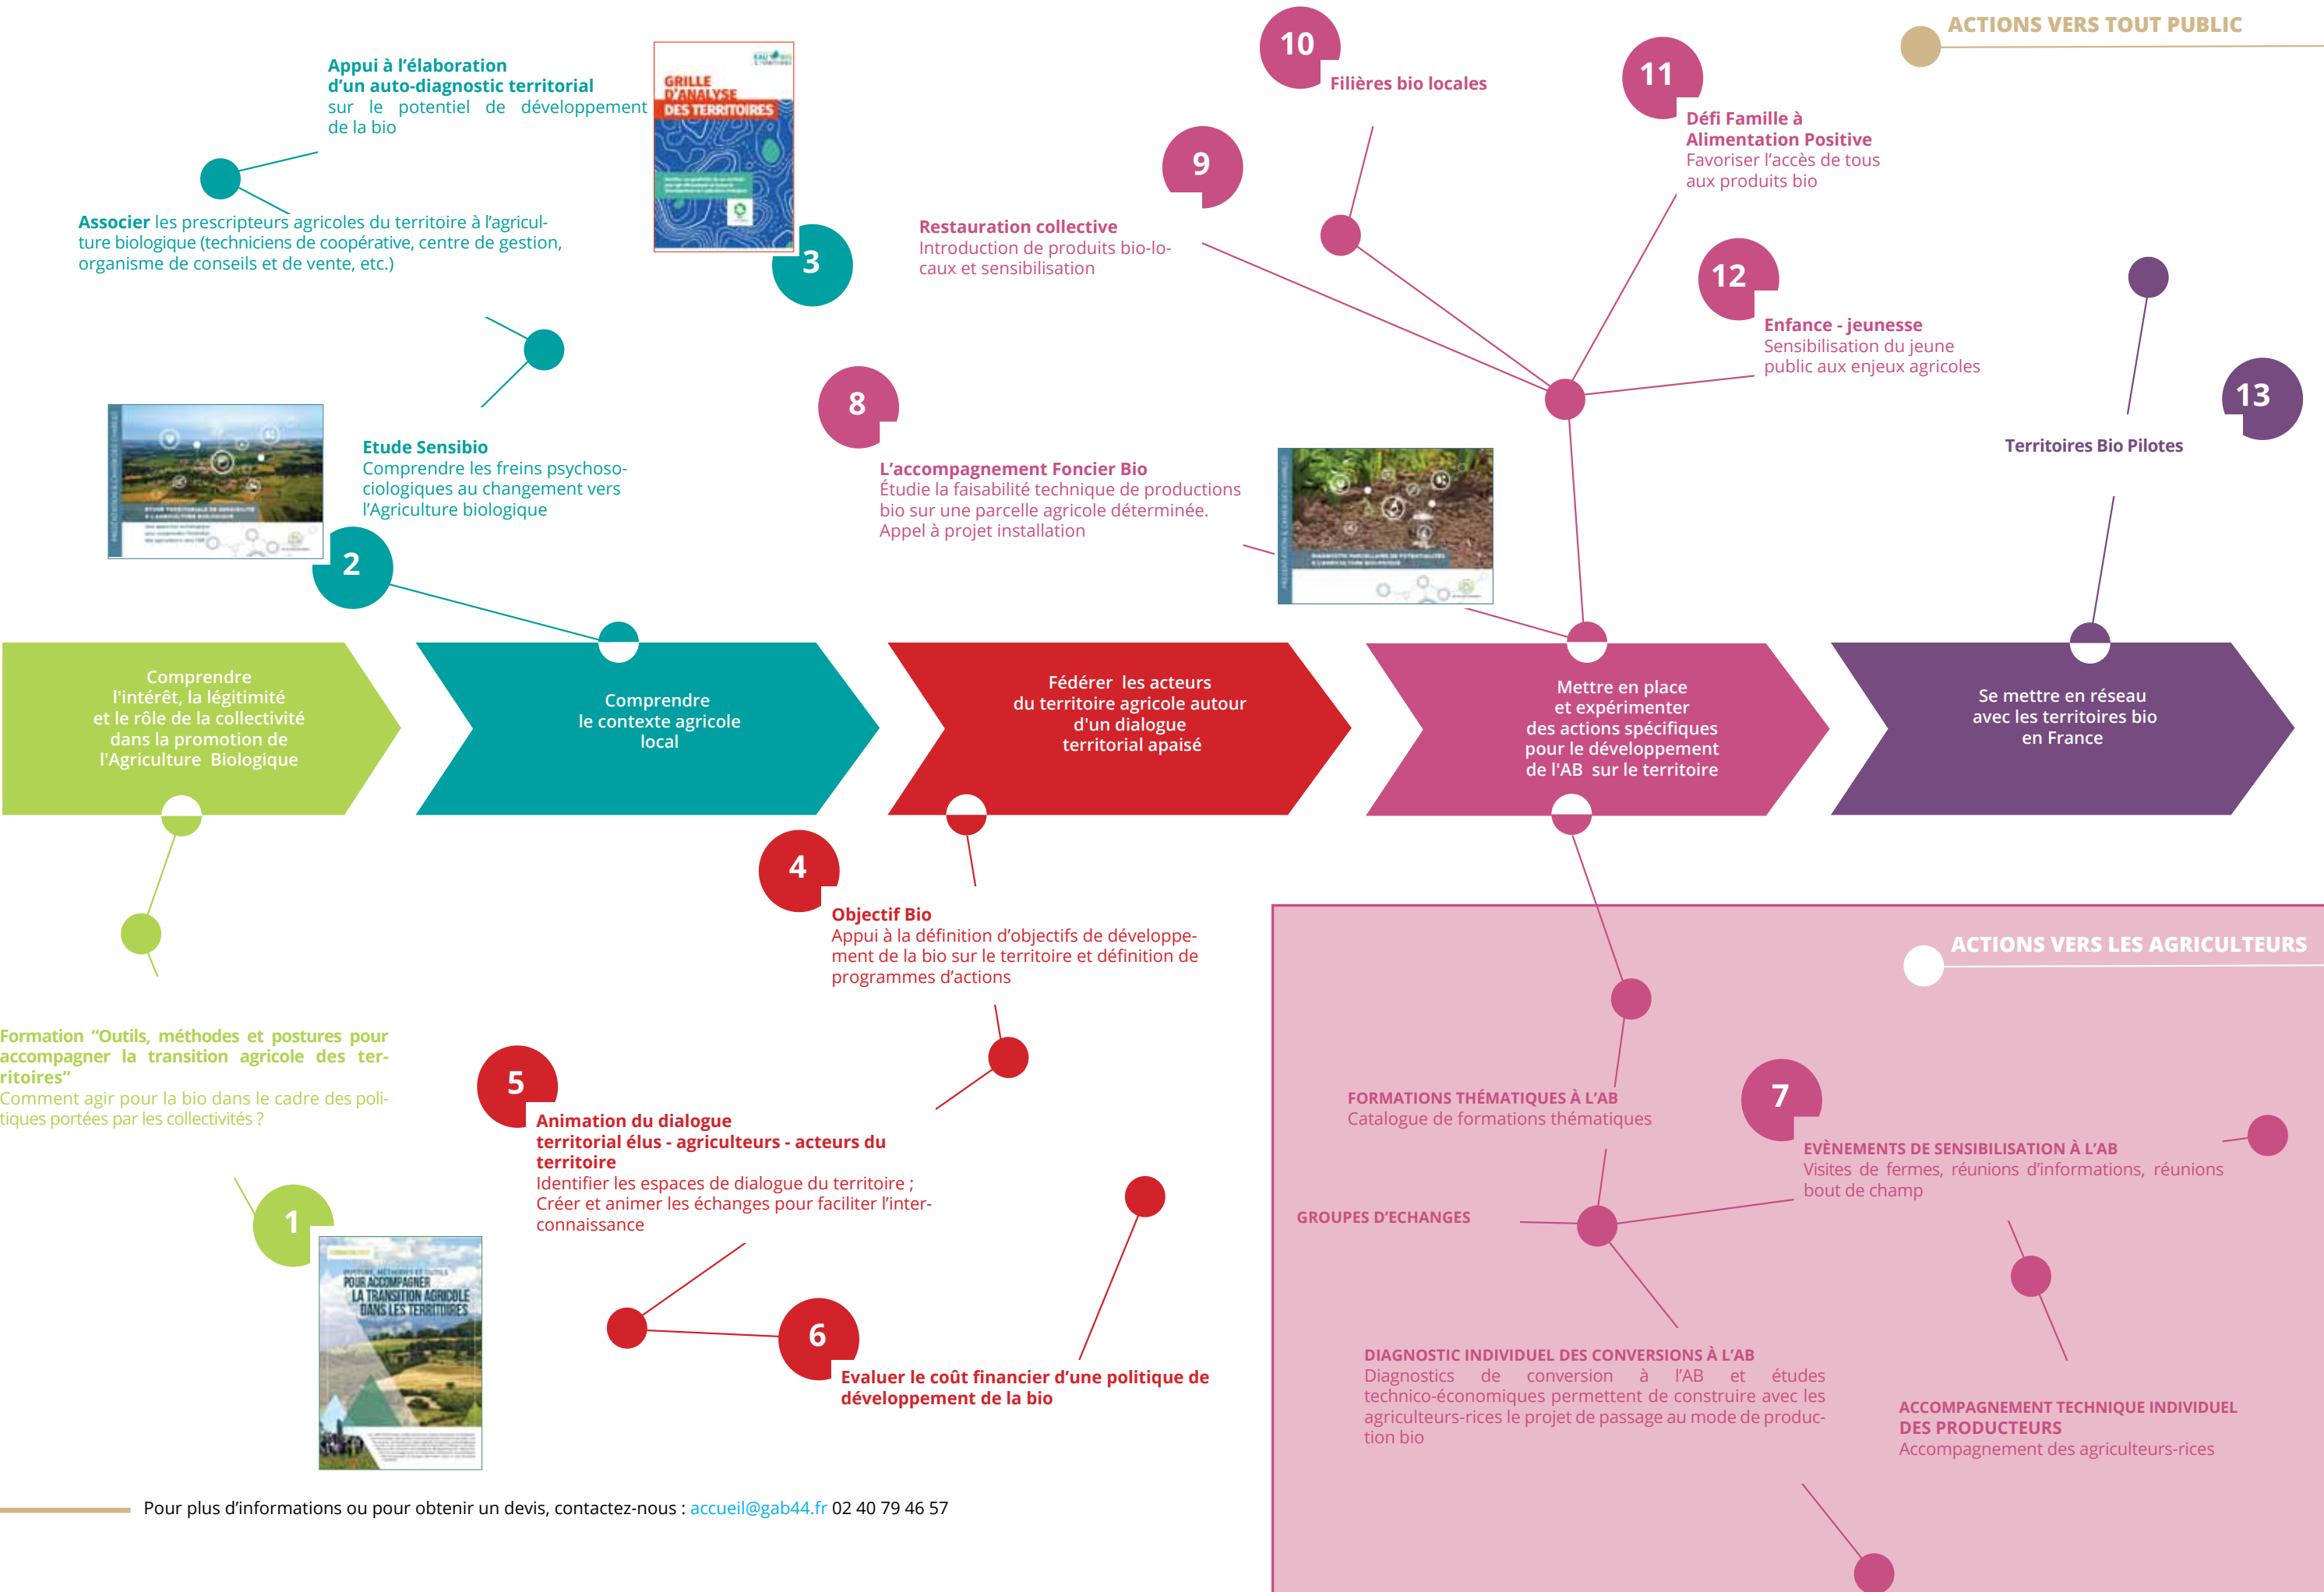 ACTIONS VERS TOUT PUBLIC
Appui à l'élaboration
d'un auto-diagnostic territorial
sur le potentiel de développement
de la bio
GRILLE
D'ANALYSE
DES TERRITOIRES
3
Associer les prescripteurs agricoles du territoire à l'agricul-
ture biologique (techniciens de coopérative, centre de gestion,
organisme de conseils et de vente, etc.)
Etude Sensibio
Comprendre les freins psychoso-
ciologiques au changement vers
l'Agriculture biologique
ETUDE TERRITORIALE DE SENSIBILITÉ
À L'AGRICULTURE BIOLOGIQUE
2
10
Filières bio locales
11
Défi Famille à
Alimentation Positive
Favoriser l'accès de tous
aux produits bio
9
Restauration collective
Introduction de produits bio-lo-
caux et sensibilisation
12
Enfance - jeunesse
Sensibilisation du jeune
public aux enjeux agricoles
8
L'accompagnement Foncier Bio
Étudie la faisabilité technique de productions
bio sur une parcelle agricole déterminée.
Appel à projet installation
DIAGNOSTIC PARCELLAIRE DE POTENTIALITÉS
À L'AGRICULTURE BIOLOGIQUE
13
Territoires Bio Pilotes
Comprendre
l'intérêt, la légitimité
et le rôle de la collectivité
dans la promotion de
l'Agriculture Biologique
Comprendre
le contexte agricole
local
Fédérer les acteurs
du territoire agricole autour
d'un dialogue
territorial apaisé
Mettre en place
et expérimenter
des actions spécifiques
pour le développement
de l'AB sur le territoire
Se mettre en réseau
avec les territoires bio
en France
Formation “Outils, méthodes et postures pour
accompagner la transition agricole des ter-
ritoires”
Comment agir pour la bio dans le cadre des poli-
tiques portées par les collectivités ?
1
POSTURE, MÉTHODES ET OUTILS
POUR ACCOMPAGNER
LA TRANSITION AGRICOLE
DANS LES TERRITOIRES
4
Objectif Bio
Appui à la définition d'objectifs de développe-
ment de la bio sur le territoire et définition de
programmes d'actions
5
Animation du dialogue
territorial élus - agriculteurs - acteurs du
territoire
Identifier les espaces de dialogue du territoire ;
Créer et animer les échanges pour faciliter l'inter-
connaissance
6
Evaluer le coût financier d'une politique de
développement de la bio
ACTIONS VERS LES AGRICULTEURS
FORMATIONS THÉMATIQUES À L'AB
Catalogue de formations thématiques
7
EVÈNEMENTS DE SENSIBILISATION À L'AB
Visites de fermes, réunions d'informations, réunions
bout de champ
GROUPES D'ECHANGES
DIAGNOSTIC INDIVIDUEL DES CONVERSIONS À L'AB
Diagnostics de conversion à l'AB et études
technico-économiques permettent de construire avec les
agriculteurs-rices le projet de passage au mode de produc-
tion bio
ACCOMPAGNEMENT TECHNIQUE INDIVIDUEL
DES PRODUCTEURS
Accompagnement des agriculteurs-rices
Pour plus d'informations ou pour obtenir un devis, contactez-nous : accueil@gab44.fr 02 40 79 46 57